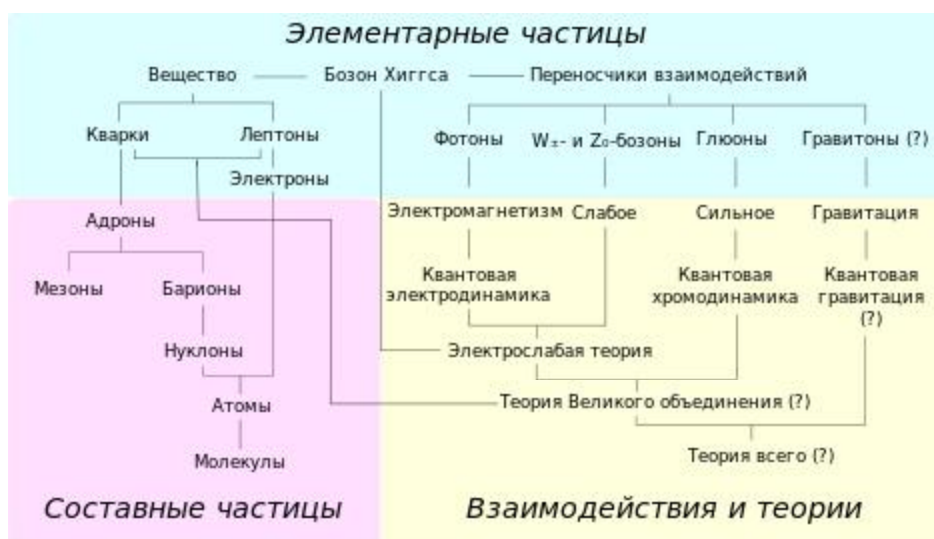 Элементарные частицы
Вещество Бозон Хиггса Переносчики взаимодействий
Кварки Лептоны Фотоны W±- и Z₀-бозоны Глюоны Гравитоны (?)
Электроны
Адроны Электромагнетизм Слабое Сильное Гравитация
Мезоны Барионы Квантовая электродинамика Квантовая хромодинамика Квантовая гравитация (?)
Нуклоны Электрослабая теория
Атомы Теория Великого объединения (?)
Молекулы Теория всего (?)
Составные частицы Взаимодействия и теории